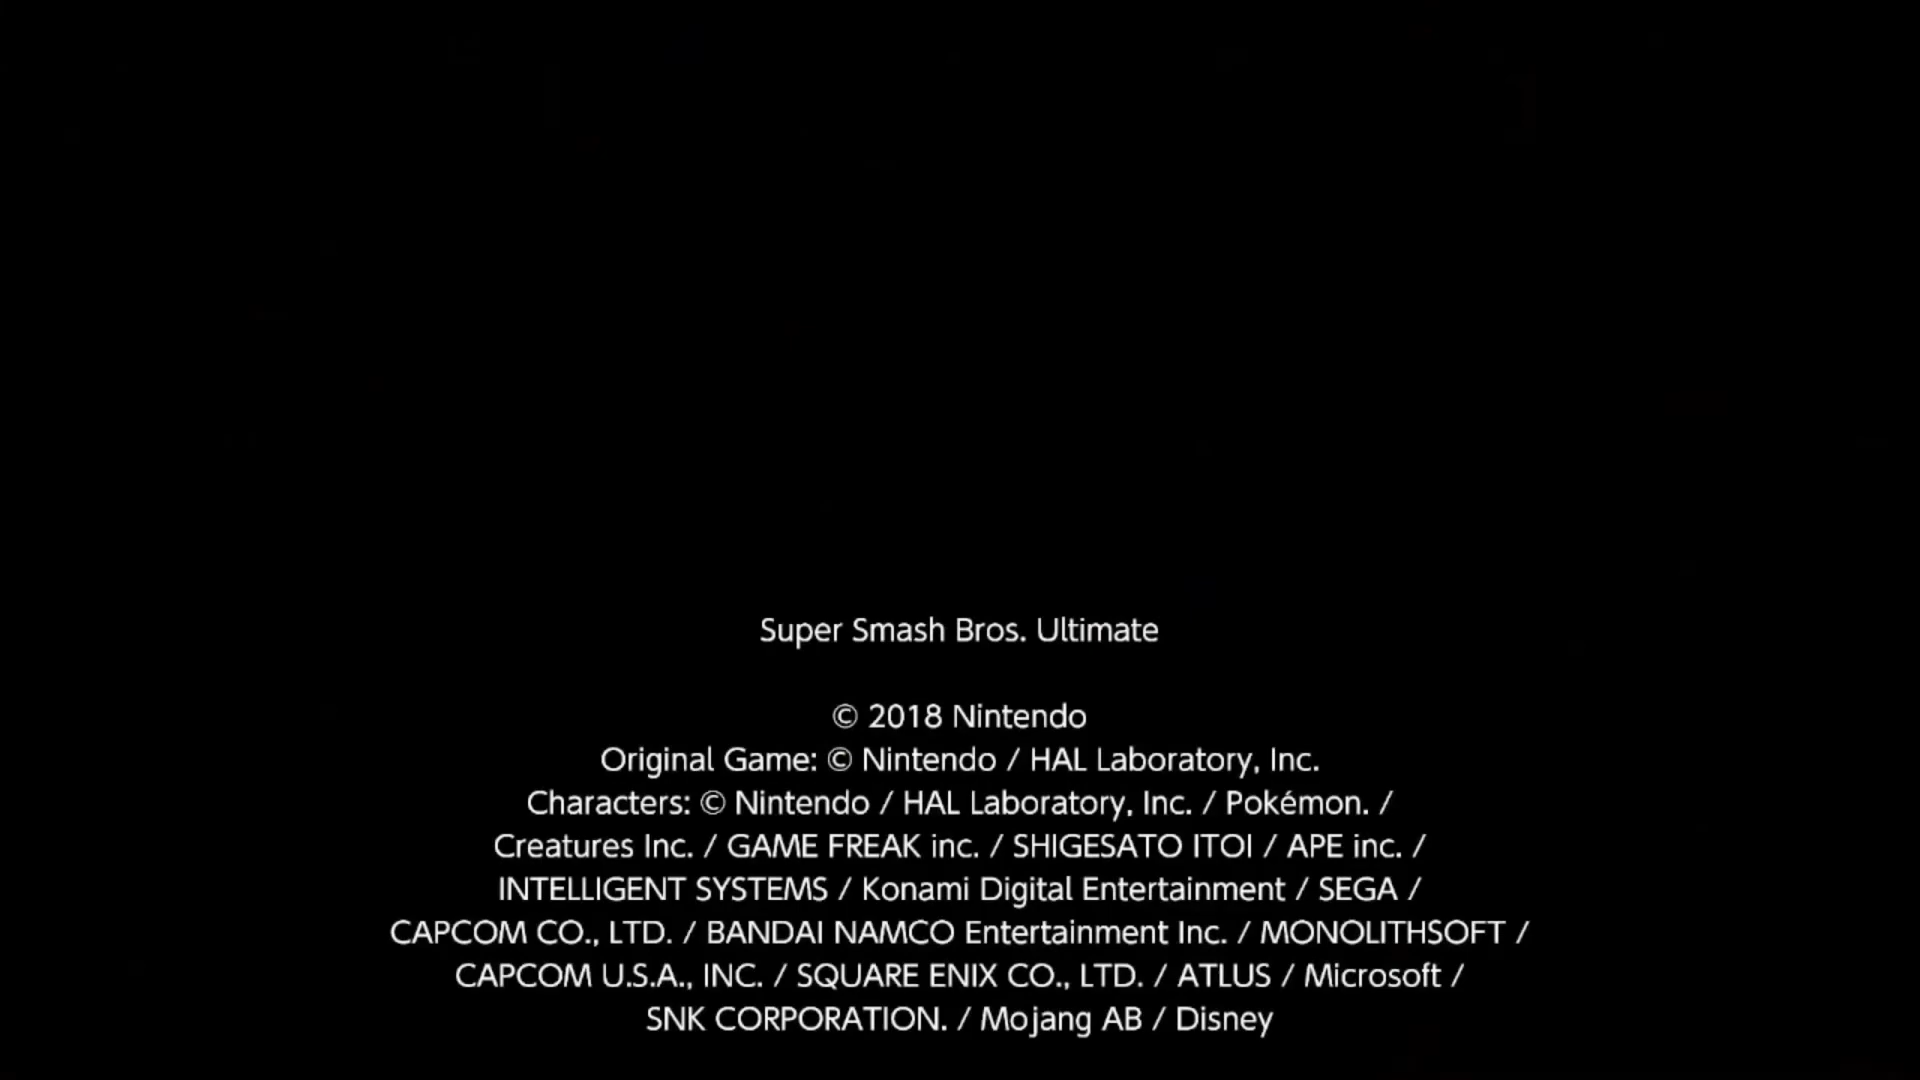 Super Smash Bros. Ultimate
© 2018 Nintendo
Original Game: © Nintendo / HAL Laboratory, Inc.
Characters: © Nintendo / HAL Laboratory, Inc. / Pokémon. /
Creatures Inc. / GAME FREAK inc. / SHIGESATO ITOI / APE inc. /
INTELLIGENT SYSTEMS / Konami Digital Entertainment / SEGA /
CAPCOM CO., LTD. / BANDAI NAMCO Entertainment Inc. / MONOLITHSOFT /
CAPCOM U.S.A., INC. / SQUARE ENIX CO., LTD. / ATLUS / Microsoft /
SNK CORPORATION. / Mojang AB / Disney